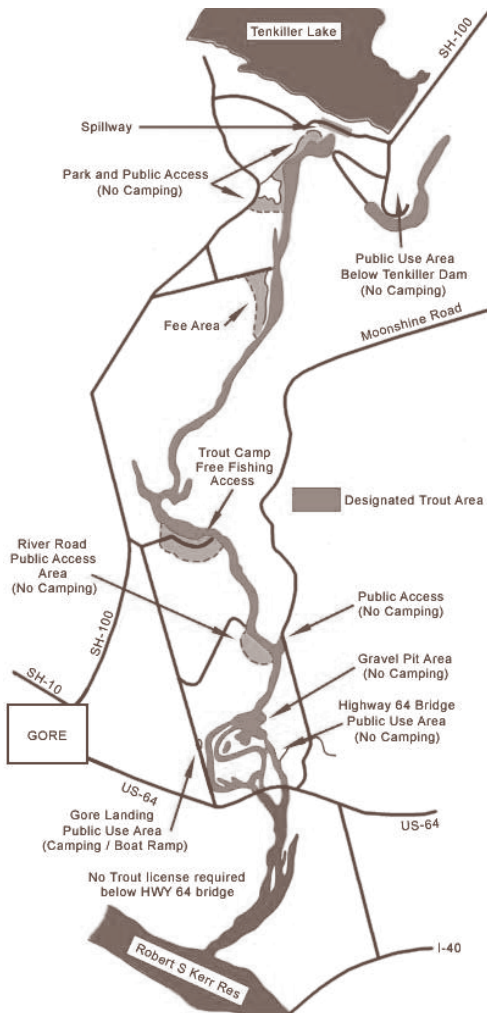 Tenkiller Lake
SH-100
Spillway
Park and Public Access
(No Camping)
Public Use Area
Below Tenkiller Dam
(No Camping)
Fee Area
Moonshine Road
Trout Camp
Free Fishing
Access
Designated Trout Area
River Road
Public Access
Area
(No Camping)
Public Access
(No Camping)
SH-100
Gravel Pit Area
(No Camping)
SH-10
Highway 64 Bridge
Public Use Area
(No Camping)
GORE
US-64
Gore Landing
Public Use Area
(Camping / Boat Ramp)
US-64
No Trout license required
below HWY 64 bridge
I-40
Robert S Kerr Res